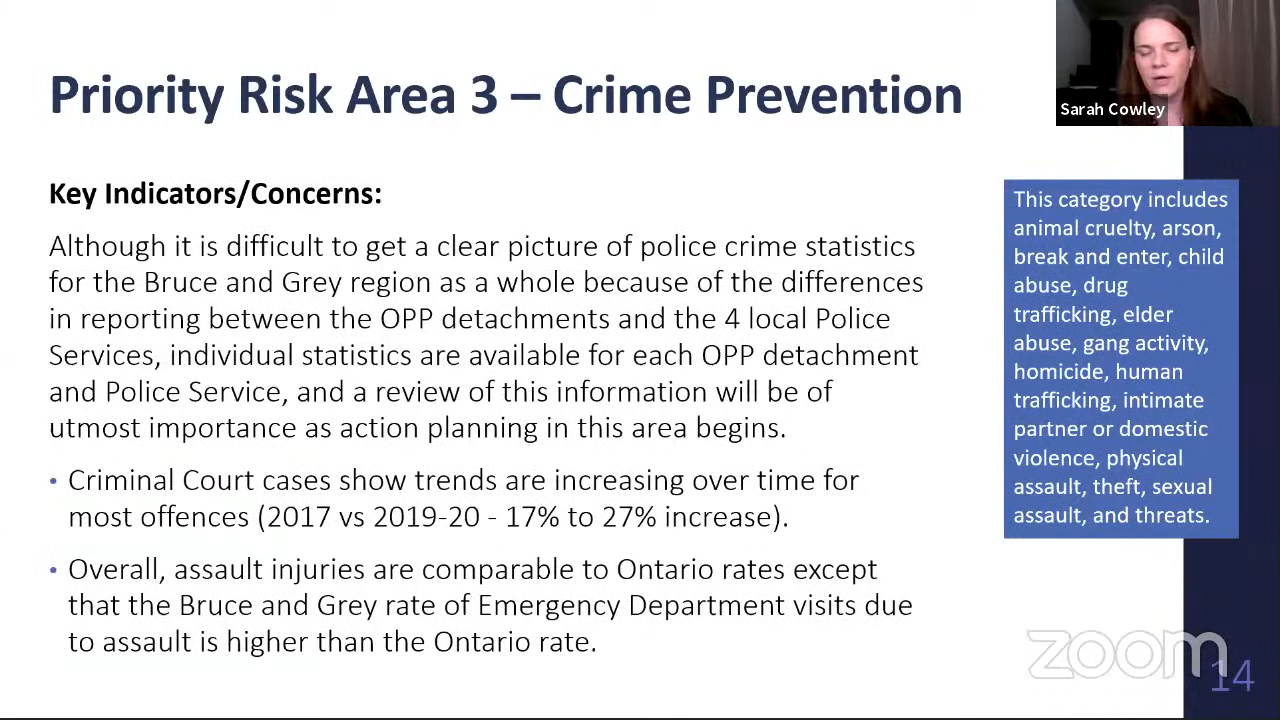 Priority Risk Area 3 – Crime Prevention
Sarah Cowley
Key Indicators/Concerns:
Although it is difficult to get a clear picture of police crime statistics
for the Bruce and Grey region as a whole because of the differences
in reporting between the OPP detachments and the 4 local Police
Services, individual statistics are available for each OPP detachment
and Police Service, and a review of this information will be of
utmost importance as action planning in this area begins.
• Criminal Court cases show trends are increasing over time for
most offences (2017 vs 2019-20 - 17% to 27% increase).
• Overall, assault injuries are comparable to Ontario rates except
that the Bruce and Grey rate of Emergency Department visits due
to assault is higher than the Ontario rate.
This category includes
animal cruelty, arson,
break and enter, child
abuse, drug
trafficking, elder
abuse, gang activity,
homicide, human
trafficking, intimate
partner or domestic
violence, physical
assault, theft, sexual
assault, and threats.
zoom
14